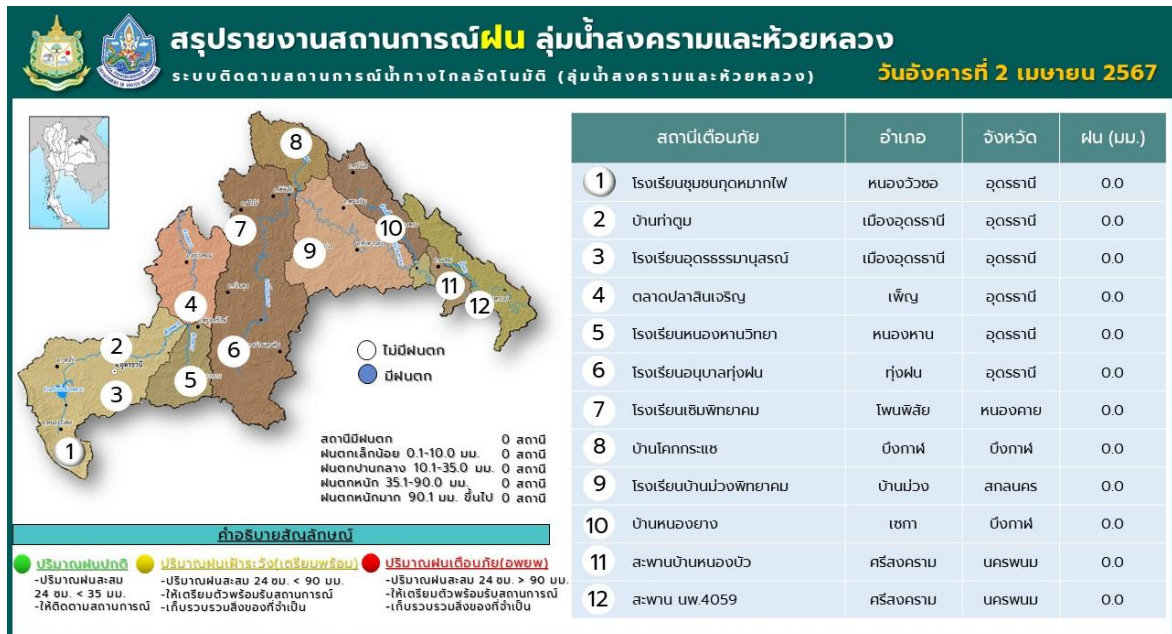 สรุปรายงานสถานการณ์ฝน ลุ่มน้ำสงครามและห้วยหลวง
ระบบติดตามสถานการณ์น้ำทางไกลอัตโนมัติ (ลุ่มน้ำสงครามและห้วยหลวง)
วันอังคารที่ 2 เมษายน 2567
สถานีเตือนภัย อำเภอ จังหวัด ฝน (มม.)
1 โรงเรียนชุมชนกุดหมากไฟ หนองวัวซอ อุดรธานี 0.0
2 บ้านท่าตูม เมืองอุดรธานี อุดรธานี 0.0
3 โรงเรียนอุดรธรรมานุสรณ์ เมืองอุดรธานี อุดรธานี 0.0
4 ตลาดปลาสินเจริญ เพ็ญ อุดรธานี 0.0
5 โรงเรียนหนองหานวิทยา หนองหาน อุดรธานี 0.0
6 โรงเรียนอนุบาลทุ่งฝน ทุ่งฝน อุดรธานี 0.0
7 โรงเรียนเซิมพิทยาคม โพนพิสัย หนองคาย 0.0
8 บ้านโคกกระแซ บึงกาฬ บึงกาฬ 0.0
9 โรงเรียนบ้านม่วงพิทยาคม บ้านม่วง สกลนคร 0.0
10 บ้านหนองยาง เซกา บึงกาฬ 0.0
11 สะพานบ้านหนองบัว ศรีสงคราม นครพนม 0.0
12 สะพาน นพ.4059 ศรีสงคราม นครพนม 0.0
8
7
10
9
11
12
4
2
6
5
3
1
อุดรธานี
ไม่มีฝนตก
มีฝนตก
สถานีมีฝนตก 0 สถานี
ฝนตกเล็กน้อย 0.1-10.0 มม. 0 สถานี
ฝนตกปานกลาง 10.1-35.0 มม. 0 สถานี
ฝนตกหนัก 35.1-90.0 มม. 0 สถานี
ฝนตกหนักมาก 90.1 มม. ขึ้นไป 0 สถานี
คำอธิบายสัญลักษณ์
ปริมาณฝนปกติ
-ปริมาณฝนสะสม
24 ชม. < 35 มม.
-ให้ติดตามสถานการณ์
ปริมาณฝนเฝ้าระวัง(เตรียมพร้อม)
-ปริมาณฝนสะสม 24 ชม. < 90 มม.
-ให้เตรียมตัวพร้อมรับสถานการณ์
-เก็บรวบรวมสิ่งของที่จำเป็น
ปริมาณฝนเตือนภัย(อพยพ)
-ปริมาณฝนสะสม 24 ชม. > 90 มม.
-ให้เตรียมตัวพร้อมรับสถานการณ์
-เก็บรวบรวมสิ่งของที่จำเป็น